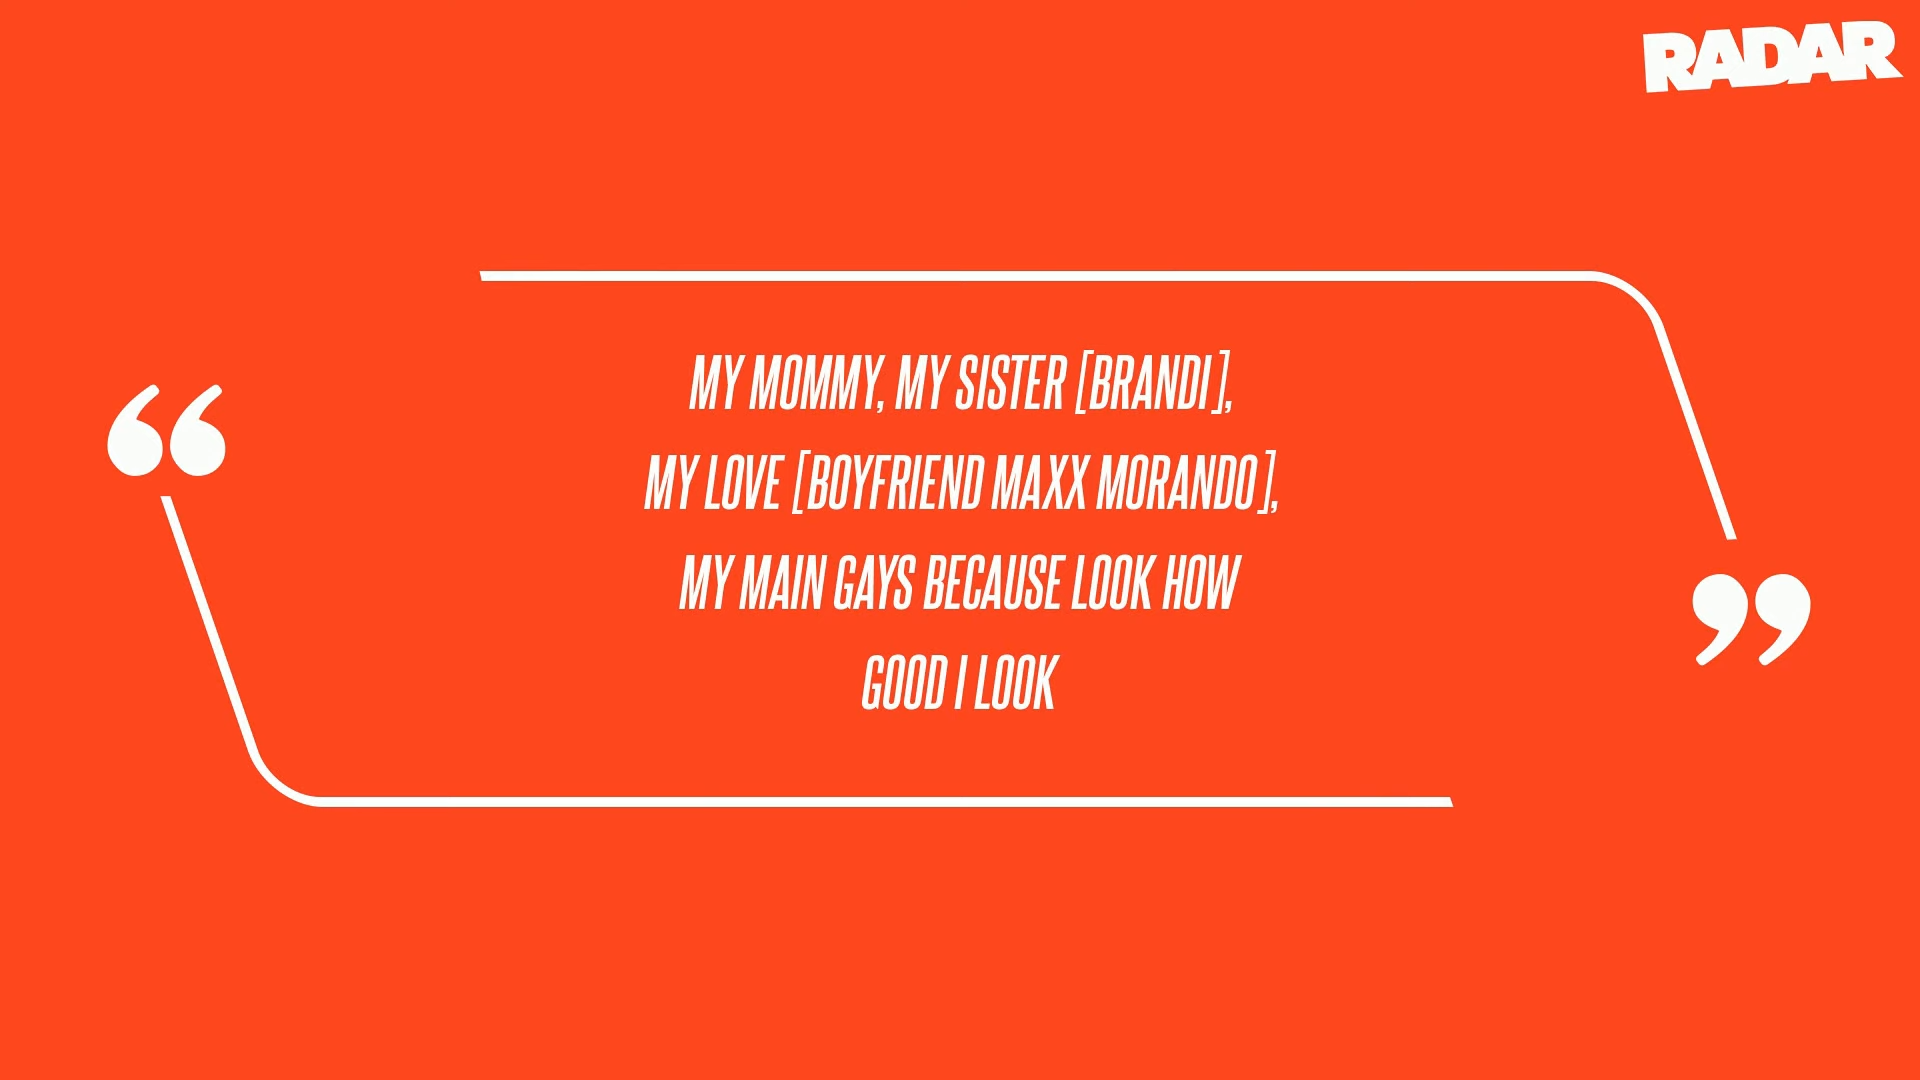 RADAR
MY MOMMY, MY SISTER [BRANDI],
MY LOVE [BOYFRIEND MAXX MORANDO],
MY MAIN GAYS BECAUSE LOOK HOW
GOOD I LOOK